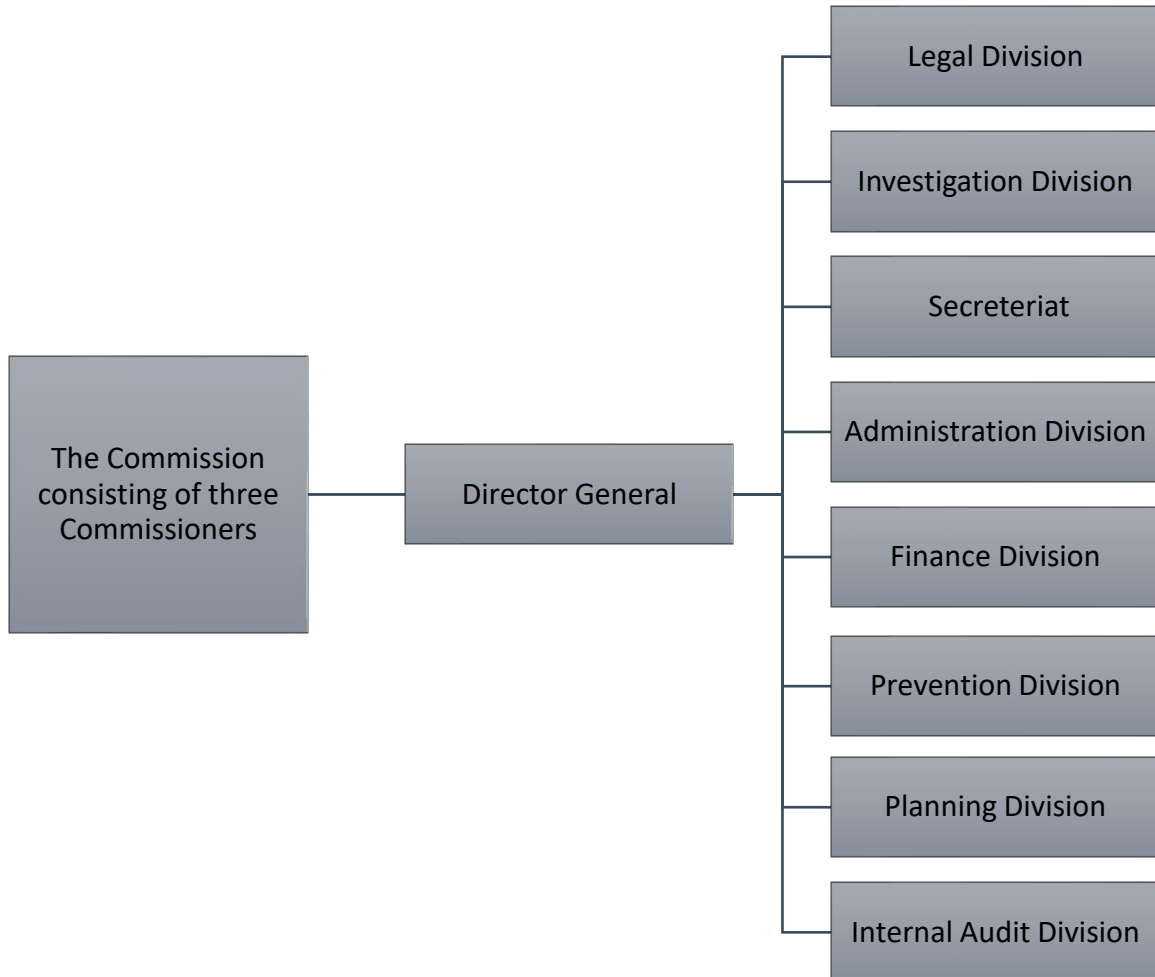 The Commission
consisting of three
Commissioners
Director General
Legal Division
Investigation Division
Secreteriat
Administration Division
Finance Division
Prevention Division
Planning Division
Internal Audit Division